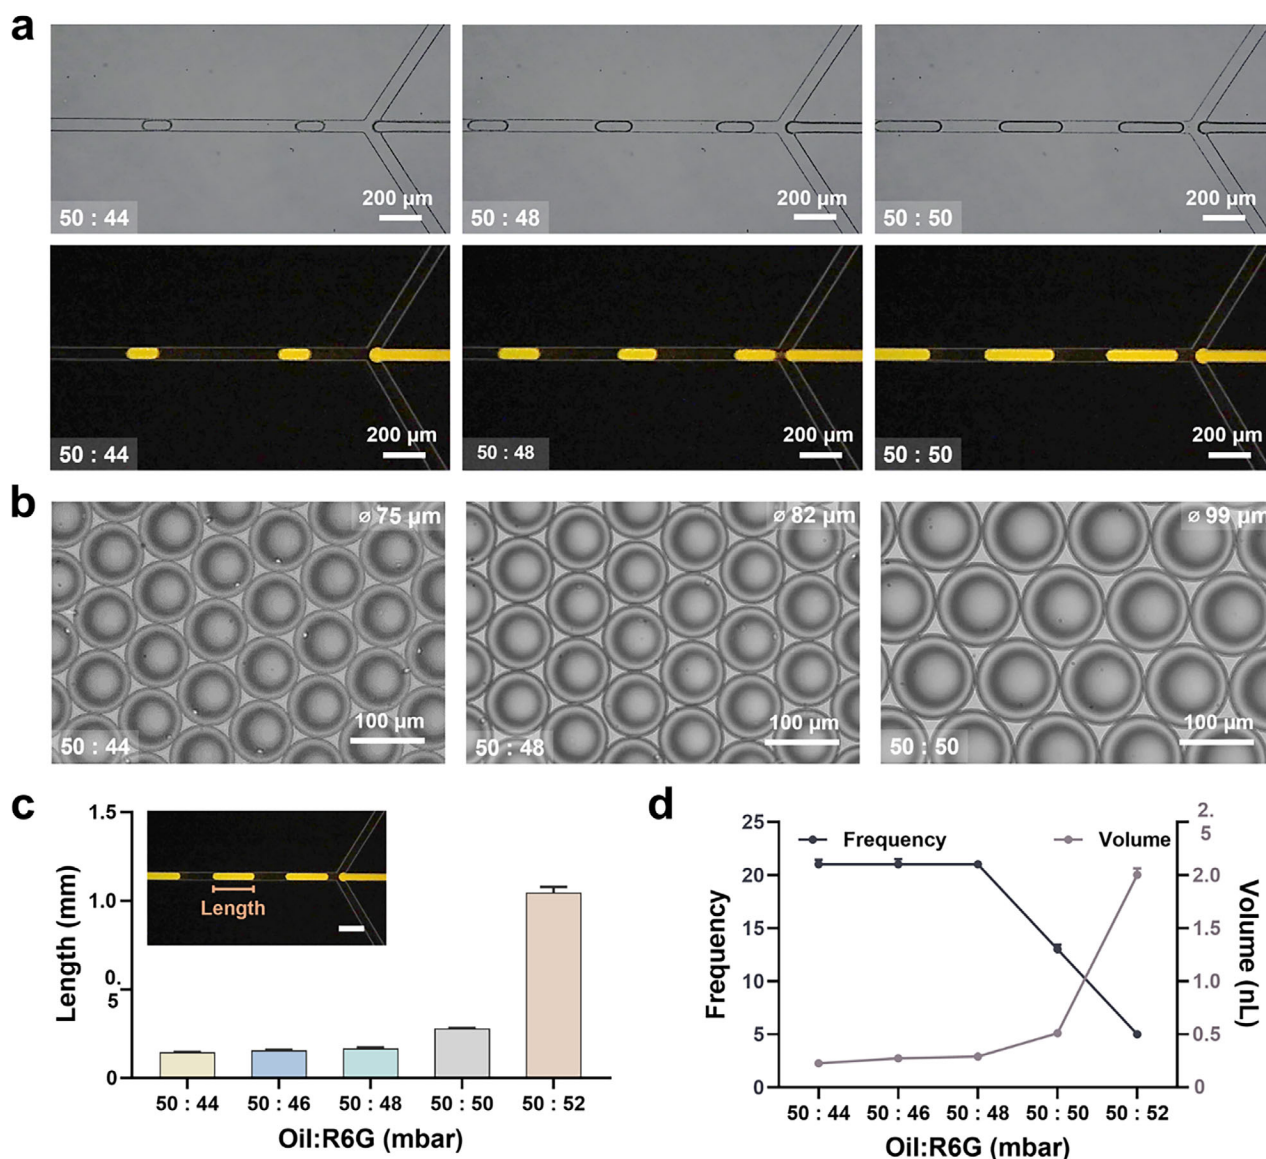 a
200 µm
50 : 44
200 µm
50 : 48
200 µm
50 : 50
200 µm
50 : 44
200 µm
50 : 48
200 µm
50 : 50
b
⌀ 75 µm
100 µm
50 : 44
⌀ 82 µm
100 µm
50 : 48
⌀ 99 µm
100 µm
50 : 50
c
Length (mm)
1.5
1.0
0.
5
0
Length
50 : 44
50 : 46
50 : 48
50 : 50
50 : 52
Oil:R6G (mbar)
d
Frequency
25
20
15
10
5
0
Frequency
Volume
2.
5
2.0
1.5
1.0
0.5
0
Volume (nL)
50 : 44
50 : 46
50 : 48
50 : 50
50 : 52
Oil:R6G (mbar)